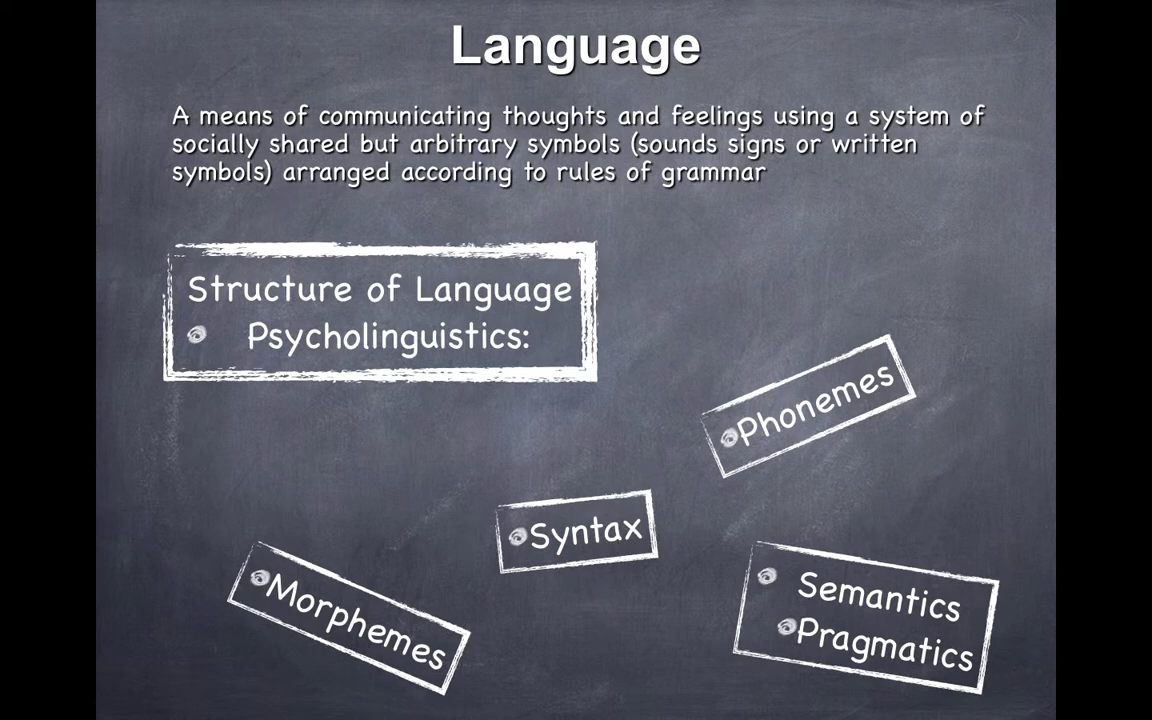 Language
A means of communicating thoughts and feelings using a system of
socially shared but arbitrary symbols (sounds signs or written
symbols) arranged according to rules of grammar
Structure of Language
Psycholinguistics:
Phonemes
Syntax
Morphemes
Semantics
Pragmatics